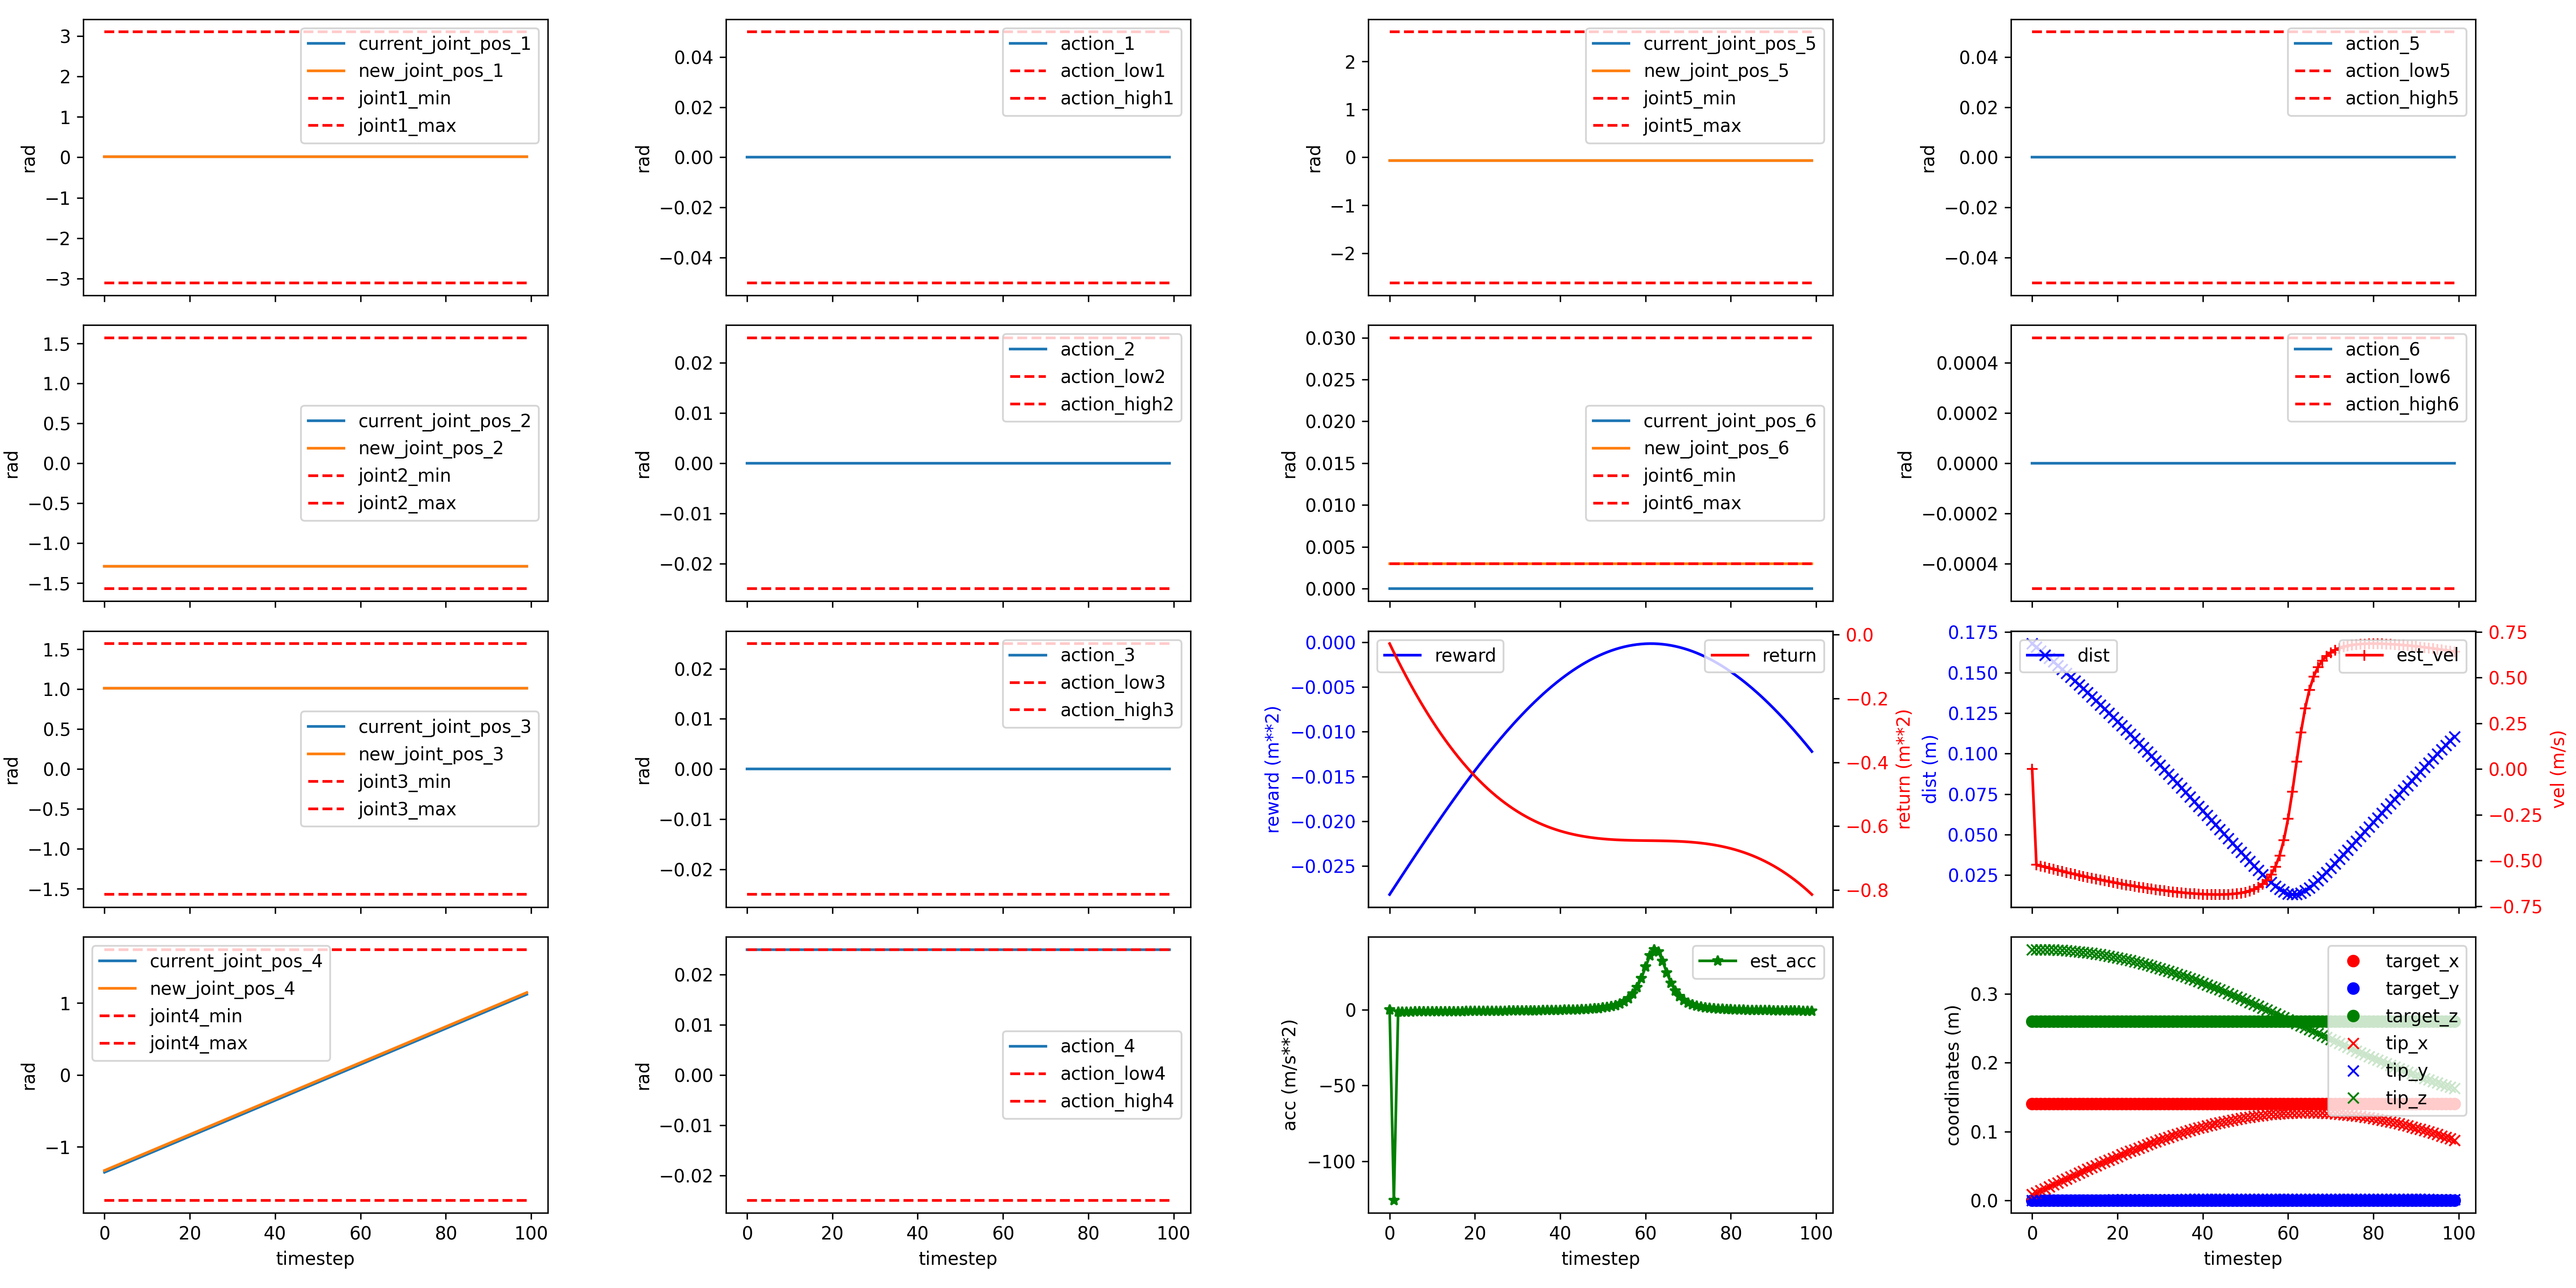 3
2
1
0
−1
−2
−3
rad
current_joint_pos_1
new_joint_pos_1
joint1_min
joint1_max
0.04
0.02
0.00
−0.02
−0.04
rad
action_1
action_low1
action_high1
2
1
0
−1
−2
rad
current_joint_pos_5
new_joint_pos_5
joint5_min
joint5_max
0.04
0.02
0.00
−0.02
−0.04
rad
action_5
action_low5
action_high5
1.5
1.0
0.5
0.0
−0.5
−1.0
−1.5
rad
current_joint_pos_2
new_joint_pos_2
joint2_min
joint2_max
0.02
0.01
0.00
−0.01
−0.02
rad
action_2
action_low2
action_high2
0.030
0.025
0.020
0.015
0.010
0.005
0.000
rad
current_joint_pos_6
new_joint_pos_6
joint6_min
joint6_max
0.0004
0.0002
0.0000
−0.0002
−0.0004
rad
action_6
action_low6
action_high6
1.5
1.0
0.5
0.0
−0.5
−1.0
−1.5
rad
current_joint_pos_3
new_joint_pos_3
joint3_min
joint3_max
0.02
0.01
0.00
−0.01
−0.02
rad
action_3
action_low3
action_high3
0.000
−0.005
−0.010
−0.015
−0.020
−0.025
reward (m**2)
reward
return
0.0
−0.2
−0.4
−0.6
−0.8
return (m**2)
0.175
0.150
0.125
0.100
0.075
0.050
0.025
dist (m)
dist
est_vel
0.75
0.50
0.25
0.00
−0.25
−0.50
−0.75
vel (m/s)
1
0
−1
rad
current_joint_pos_4
new_joint_pos_4
joint4_min
joint4_max
0 20 40 60 80 100
timestep
0.02
0.01
0.00
−0.01
−0.02
rad
action_4
action_low4
action_high4
0 20 40 60 80 100
timestep
0
−50
−100
acc (m/s**2)
est_acc
0 20 40 60 80 100
timestep
0.3
0.2
0.1
0.0
coordinates (m)
target_x
target_y
target_z
tip_x
tip_y
tip_z
0 20 40 60 80 100
timestep